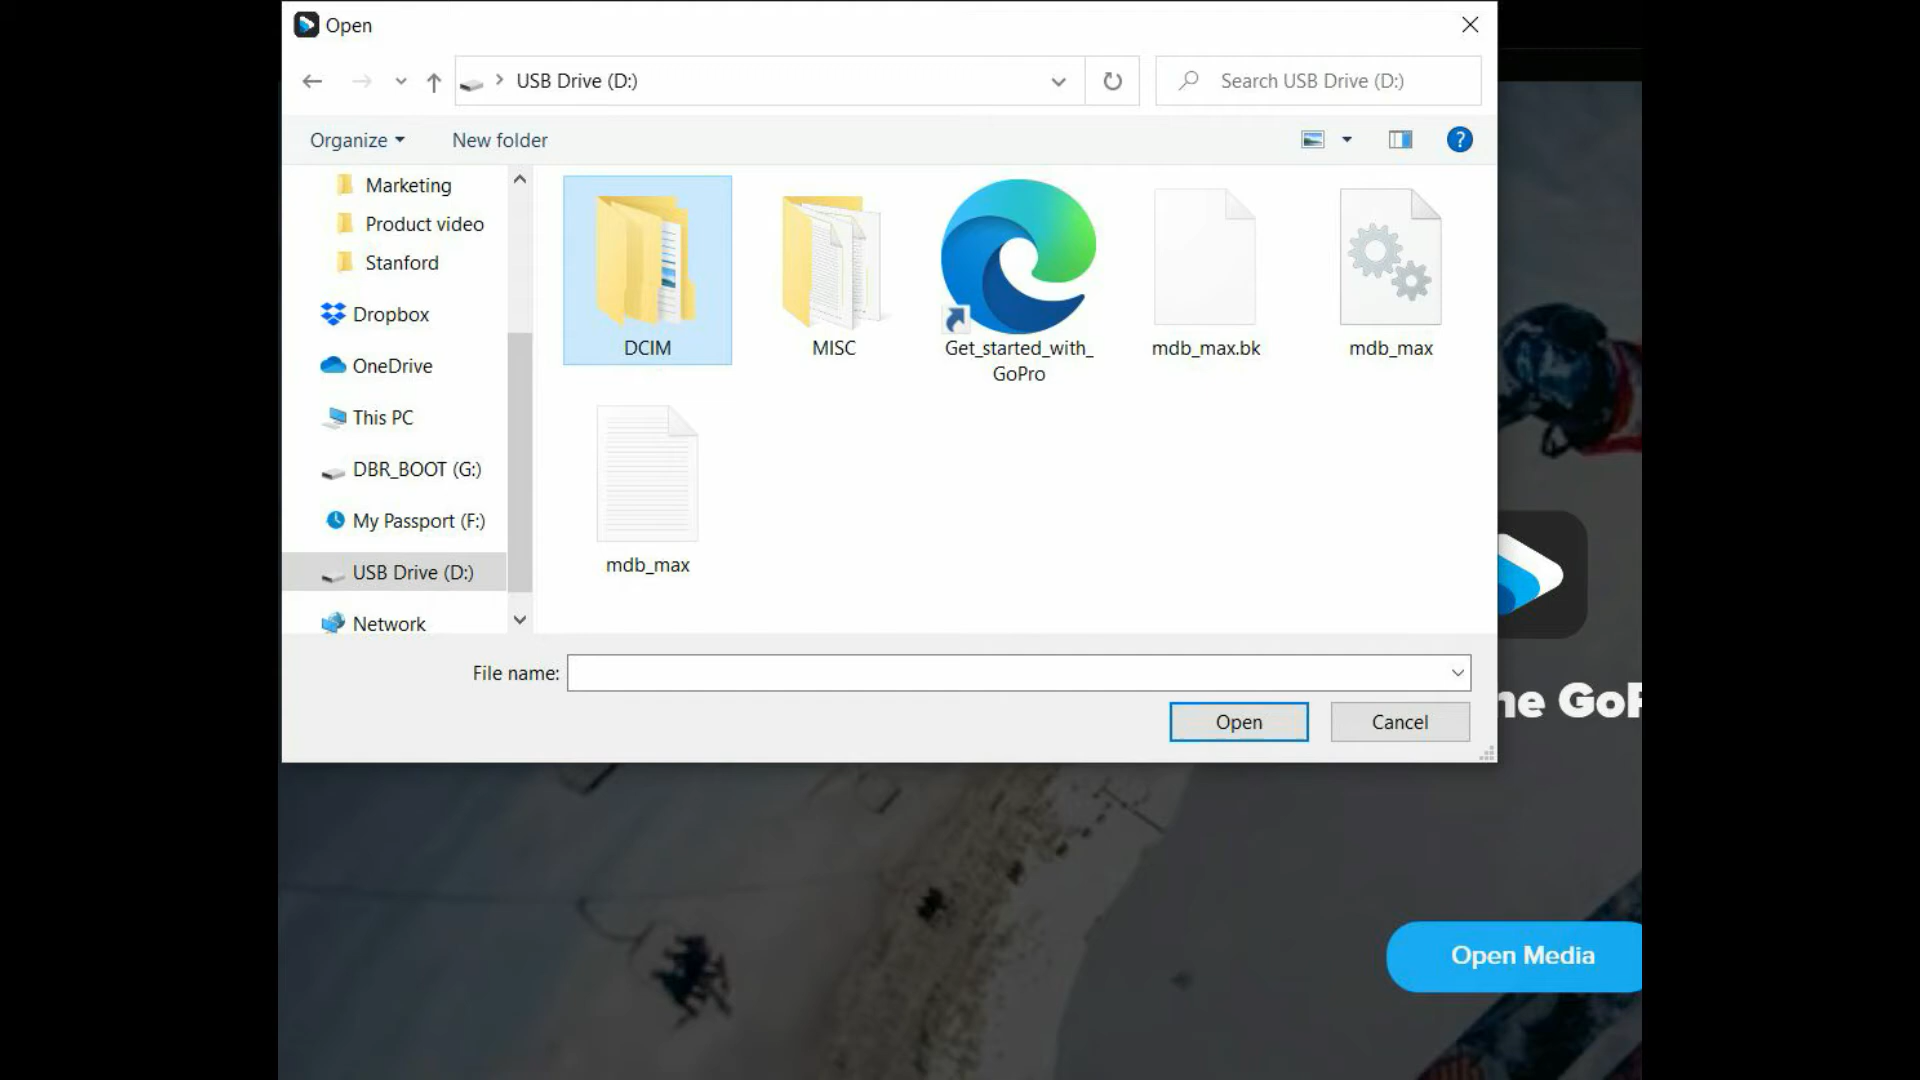 Open
USB Drive (D:)
Search USB Drive (D:)
Organize
New folder
?
Marketing
Product video
Stanford
Dropbox
OneDrive
This PC
DBR_BOOT (G:)
My Passport (F:)
USB Drive (D:)
Network
DCIM
MISC
Get_started_with_
GoPro
mdb_max.bk
mdb_max
mdb_max
File name:
Open
Cancel
Open Media